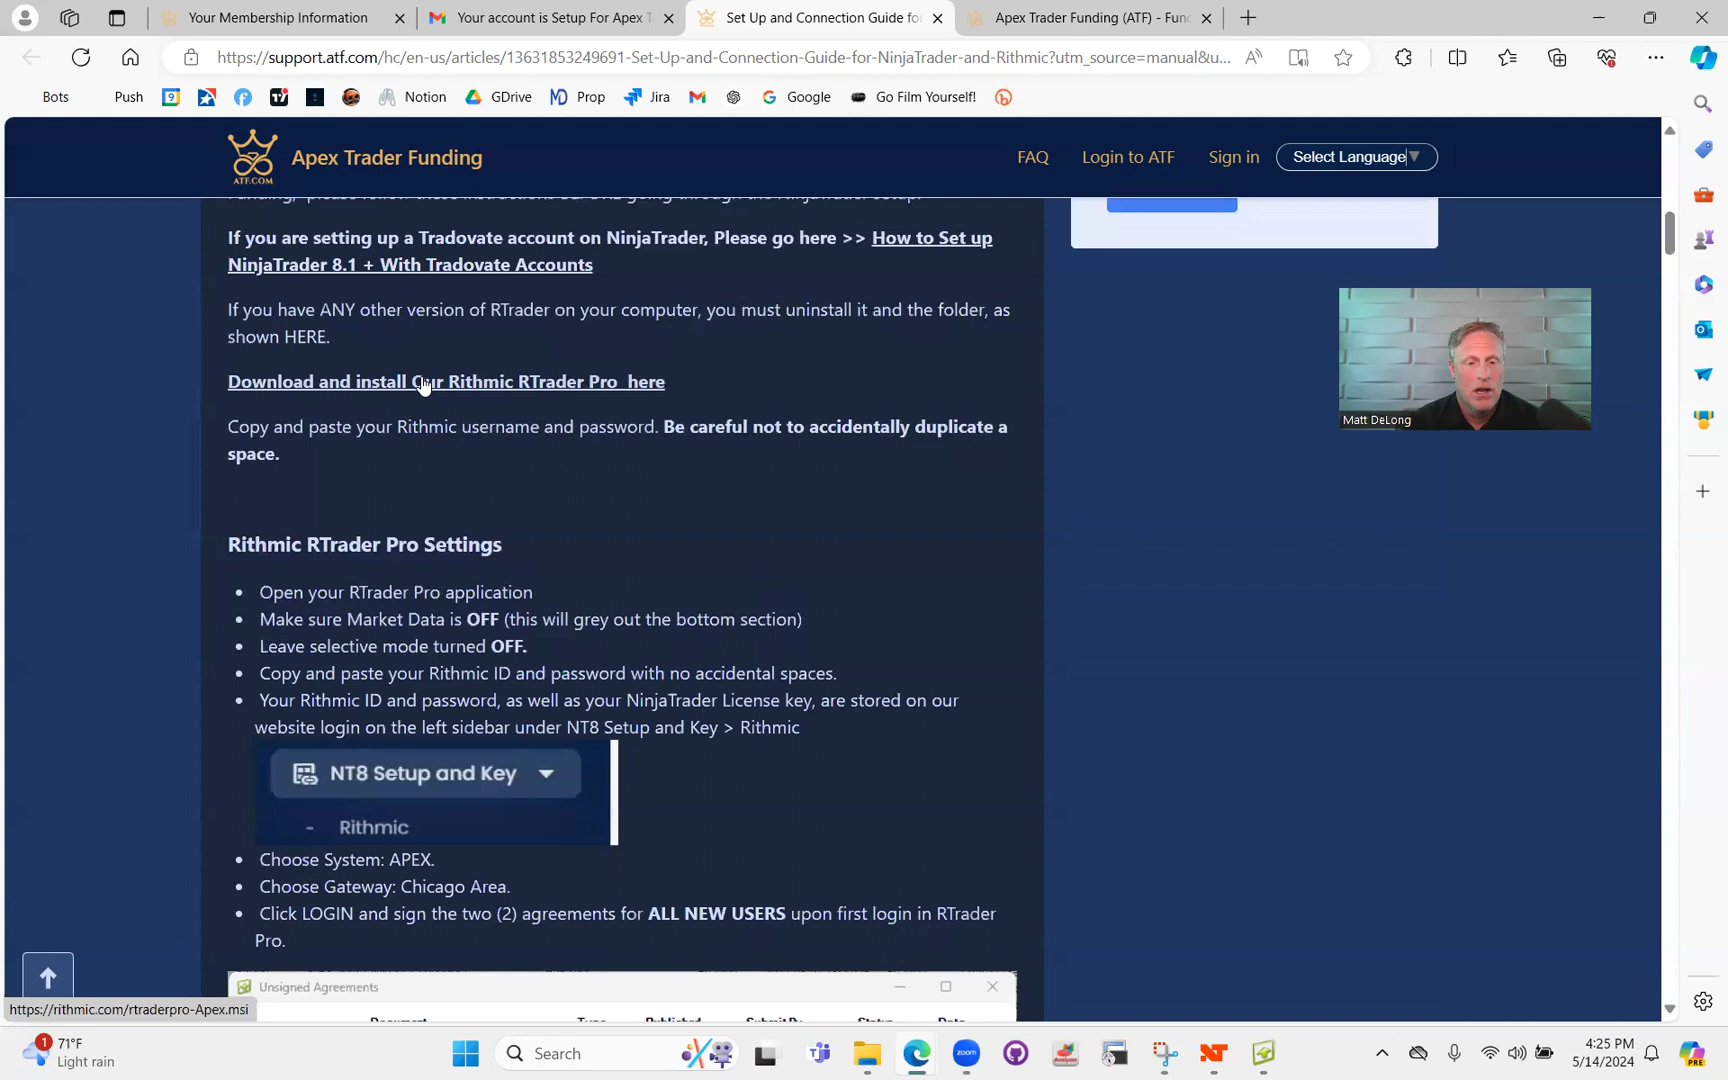 Your Membership Information
Your account is Setup For Apex T
Set Up and Connection Guide fo
Apex Trader Funding (ATF) - Fun
https://support.atf.com/hc/en-us/articles/13631853249691-Set-Up-and-Connection-Guide-for-NinjaTrader-and-Rithmic?utm_source=manual&u...
Bots Push Notion GDrive Prop Jira Google Go Film Yourself!
Apex Trader Funding
ATF.COM
FAQ Login to ATF Sign in Select Language▼
If you are setting up a Tradovate account on NinjaTrader, Please go here >> How to Set up
NinjaTrader 8.1 + With Tradovate Accounts
If you have ANY other version of RTrader on your computer, you must uninstall it and the folder, as
shown HERE.
Download and install Our Rithmic RTrader Pro here
Copy and paste your Rithmic username and password. Be careful not to accidentally duplicate a
space.
Matt DeLong
Rithmic RTrader Pro Settings
• Open your RTrader Pro application
• Make sure Market Data is OFF (this will grey out the bottom section)
• Leave selective mode turned OFF.
• Copy and paste your Rithmic ID and password with no accidental spaces.
• Your Rithmic ID and password, as well as your NinjaTrader License key, are stored on our
website login on the left sidebar under NT8 Setup and Key > Rithmic
NT8 Setup and Key
- Rithmic
• Choose System: APEX.
• Choose Gateway: Chicago Area.
• Click LOGIN and sign the two (2) agreements for ALL NEW USERS upon first login in RTrader
Pro.
Unsigned Agreements
https://rithmic.com/rtraderpro-Apex.msi
1
71°F
Light rain
Search
4:25 PM
5/14/2024
PRE